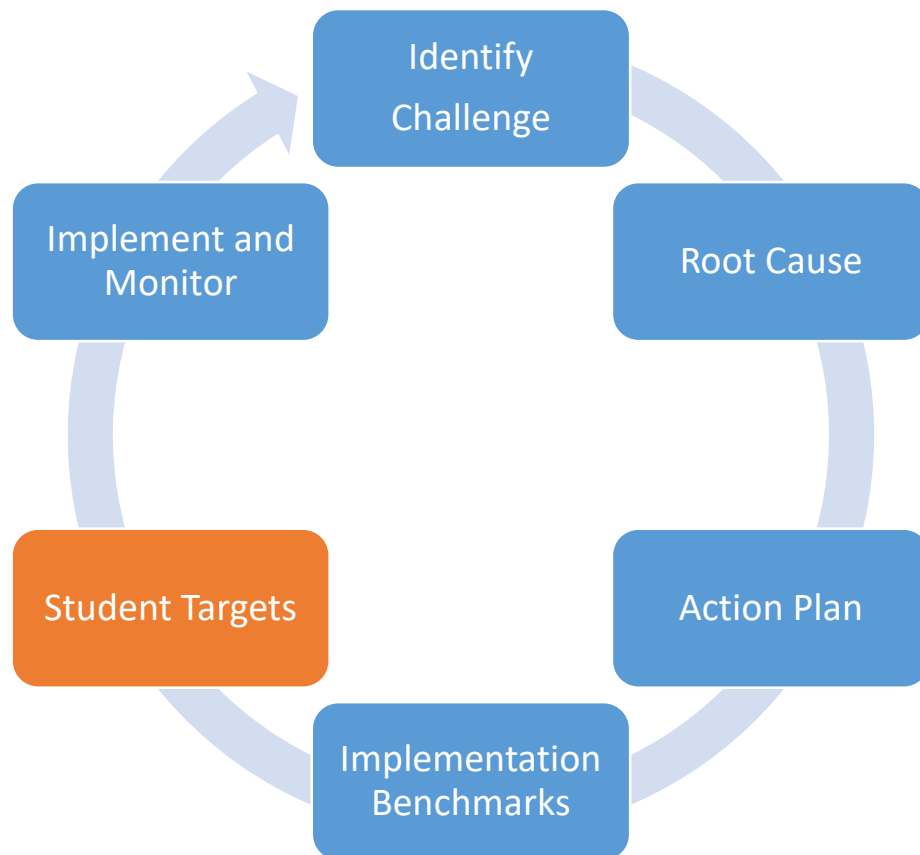 Identify
Challenge
Root Cause
Action Plan
Implementation
Benchmarks
Student Targets
Implement and
Monitor